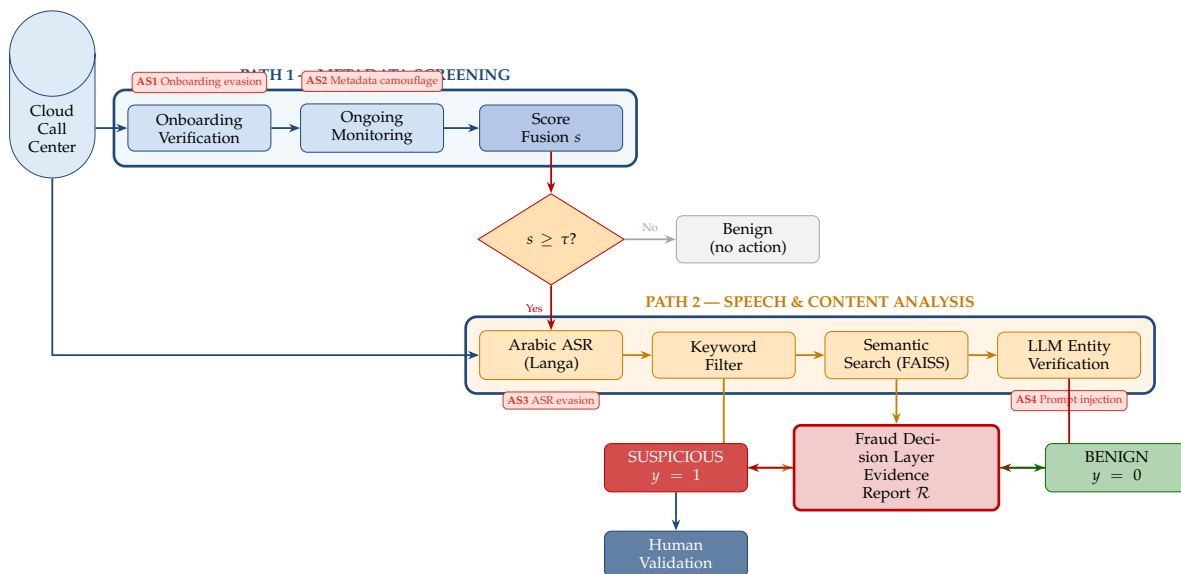 PATH 1 — METADATA SCREENING
AS1 Onboarding evasion
AS2 Metadata camouflage
Cloud
Call
Center
Onboarding
Verification
Ongoing
Monitoring
Score
Fusion s
s ≥ τ?
No
Benign
(no action)
Yes
PATH 2 — SPEECH & CONTENT ANALYSIS
Arabic ASR
(Langa)
Keyword
Filter
Semantic
Search (FAISS)
LLM Entity
Verification
AS3 ASR evasion
AS4 Prompt injection
SUSPICIOUS
y = 1
Fraud Deci-
sion Layer
Evidence
Report ℛ
BENIGN
y = 0
Human
Validation